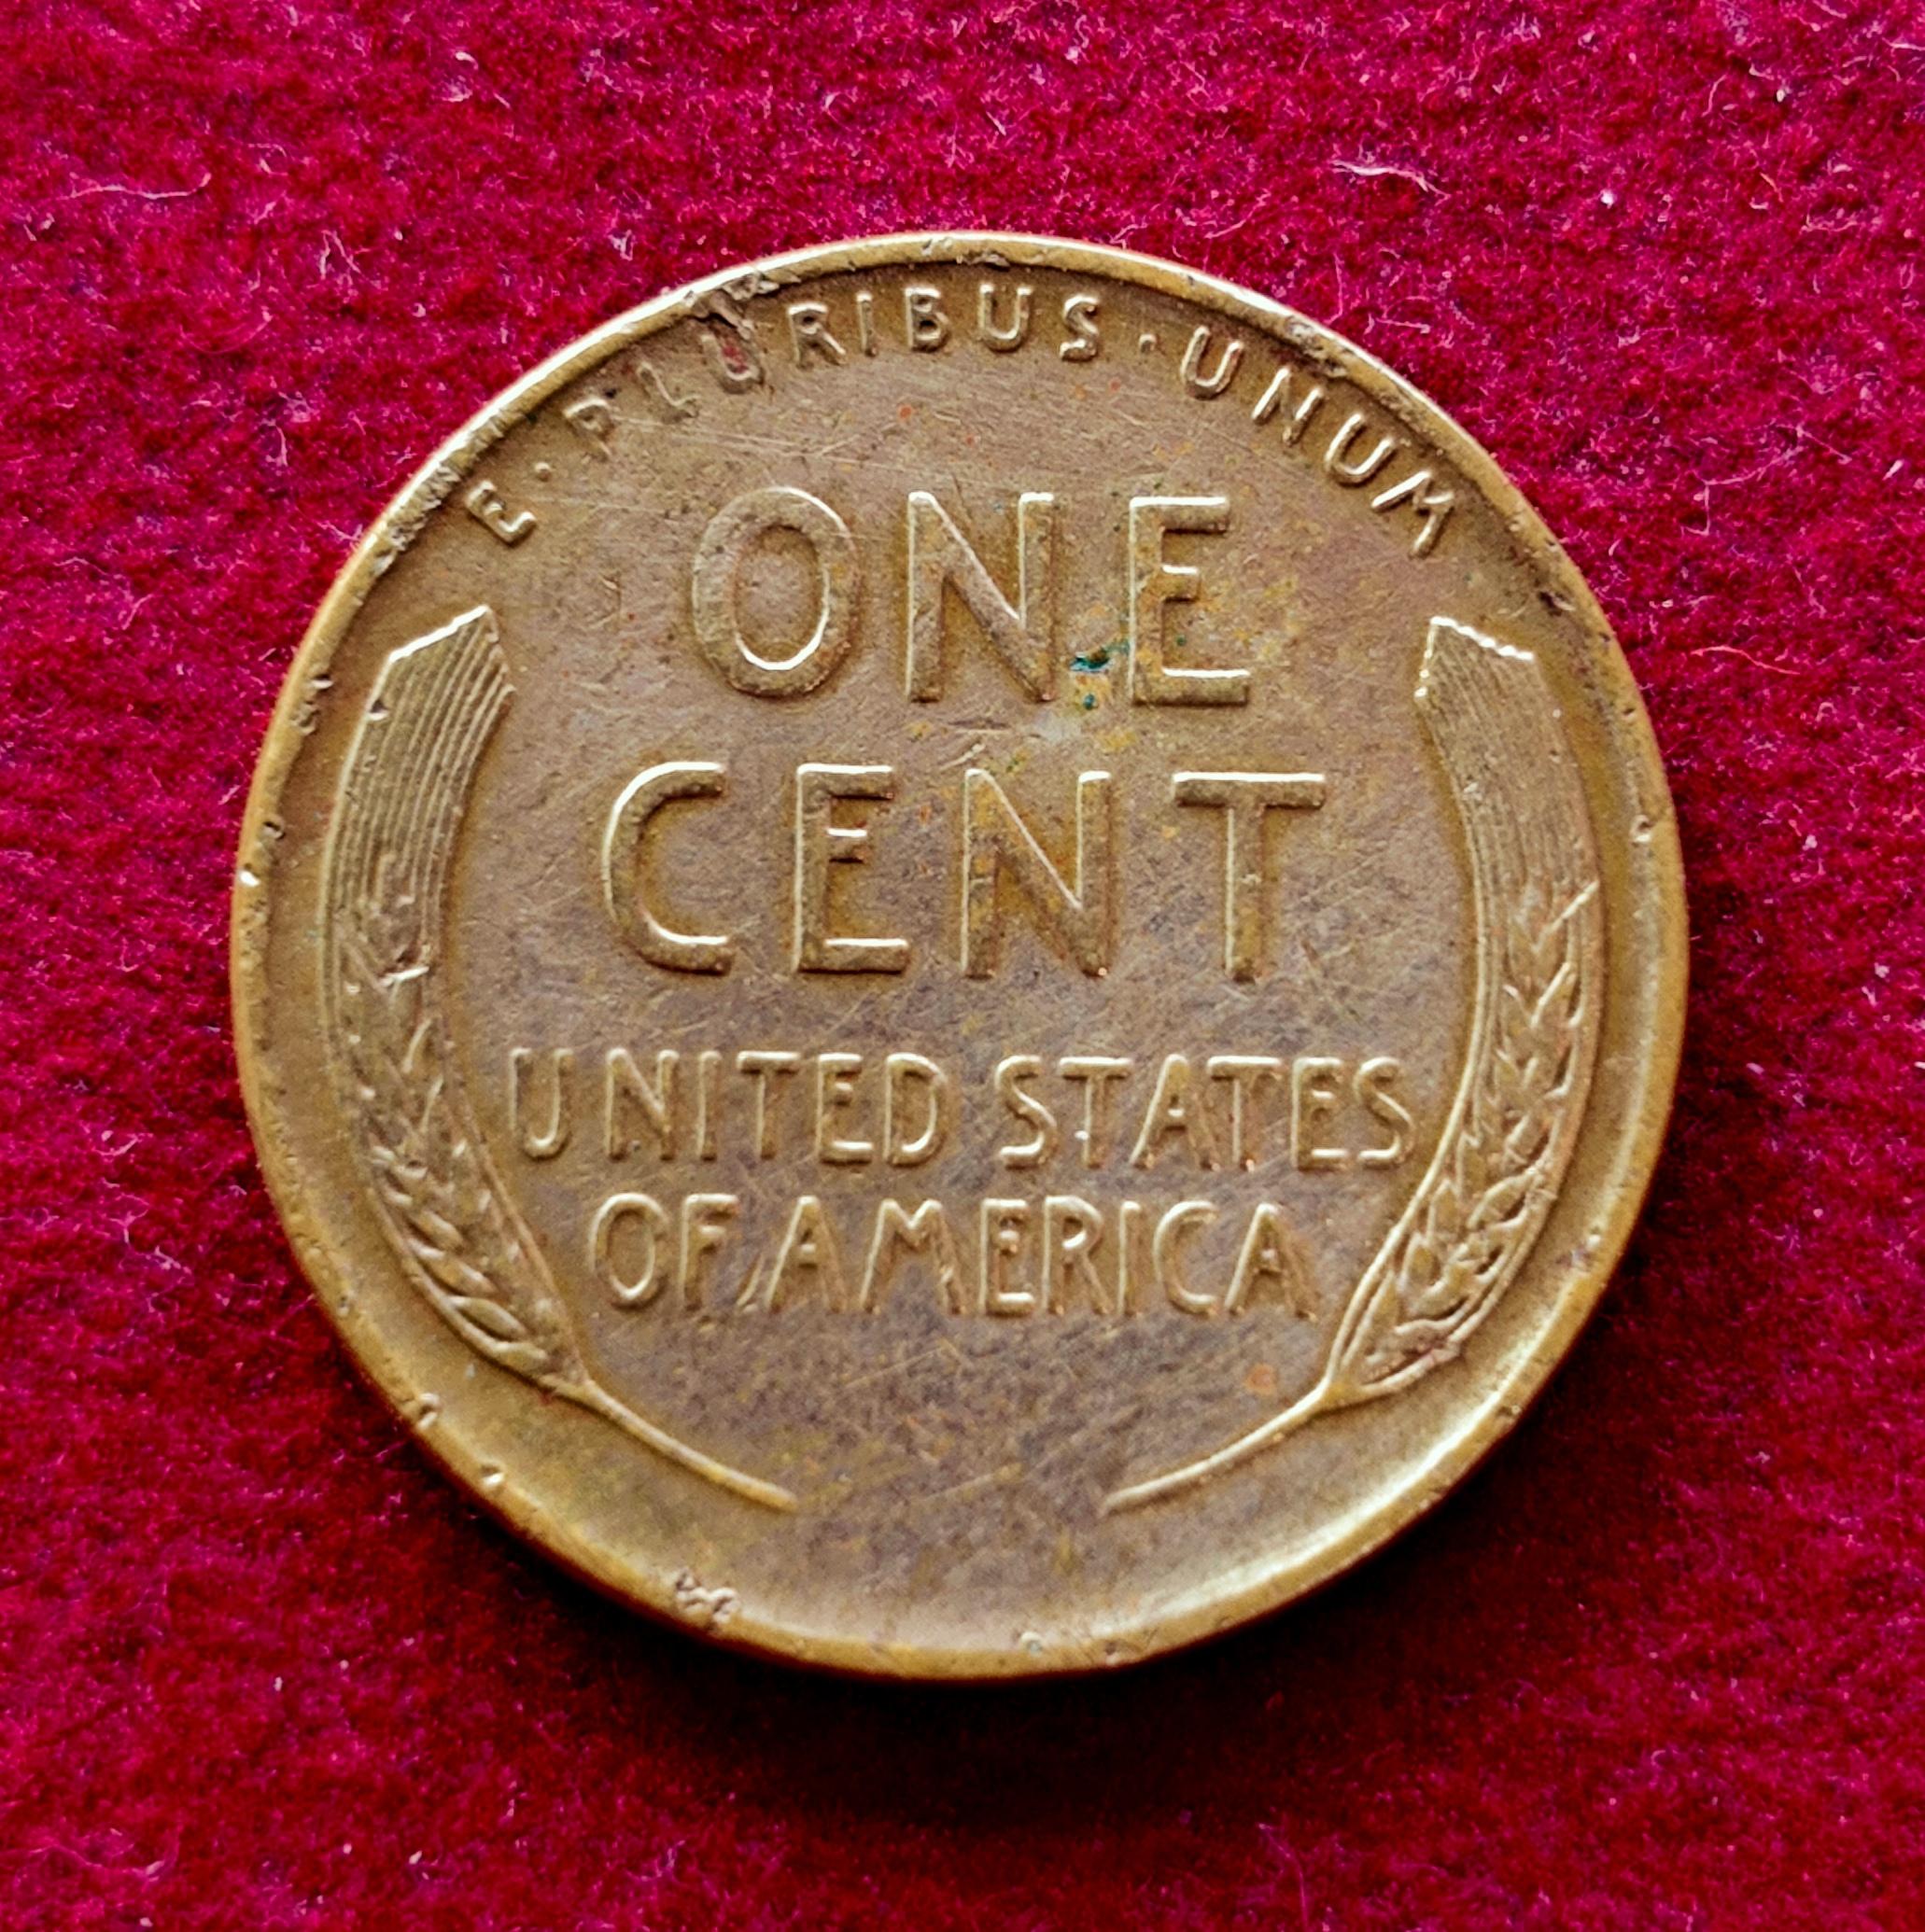 E·PLURIBUS·UNUM
ONE
CENT
UNITED STATES
OF AMERICA